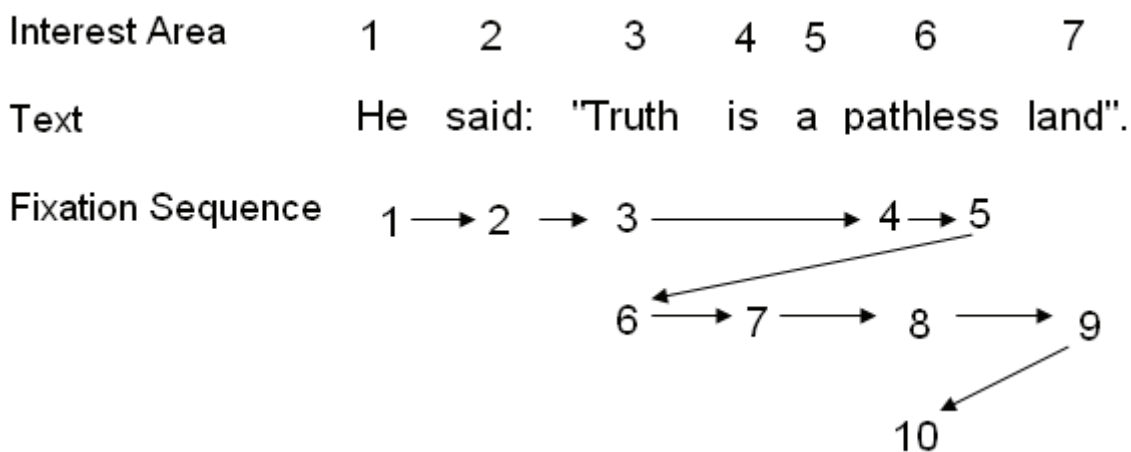 Interest Area 1 2 3 4 5 6 7
Text He said: "Truth is a pathless land".
Fixation Sequence 1 2 3 4 5
6 7 8 9
10